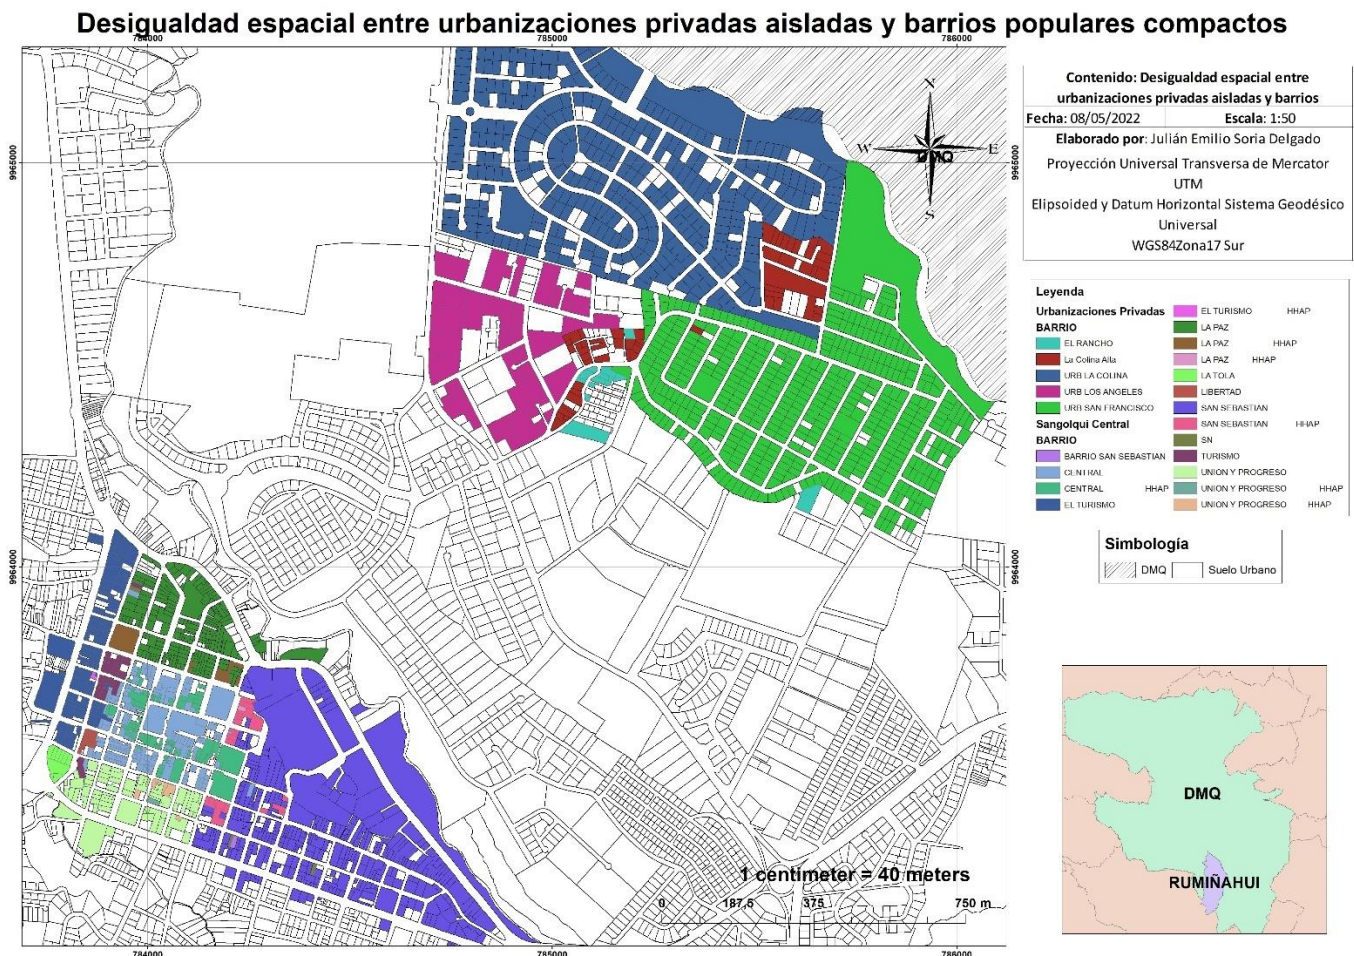 Desigualdad espacial entre urbanizaciones privadas aisladas y barrios populares compactos
784000
785000
786000
9965000
9965000
9964000
9964000
N
W
E
S
DMQ
1 centimeter = 40 meters
0 187,5 375 750 m
784000
785000
786000
Contenido: Desigualdad espacial entre
urbanizaciones privadas aisladas y barrios
Fecha: 08/05/2022 Escala: 1:50
Elaborado por: Julián Emilio Soria Delgado
Proyección Universal Transversa de Mercator
UTM
Elipsoided y Datum Horizontal Sistema Geodésico
Universal
WGS84Zona17 Sur
Leyenda
Urbanizaciones Privadas
BARRIO
EL RANCHO
La Colina Alla
URB LA COLINA
URB LOS ANGELES
URB SAN FRANCISCO
Sangolqui Central
BARRIO
BARRIO SAN SEBASTIAN
CENTRAL
CENTRAL HHAP
EL TURISMO
EL TURISMO HHAP
LA PAZ
LA PAZ HHAP
LA PAZ HHAP
LA TOLA
LIBERTAD
SAN SEBASTIAN
SAN SEBASTIAN HHAP
SN
TURISMO
UNION Y PROGRESO
UNION Y PROGRESO HHAP
UNION Y PROGRESO HHAP
Simbología
DMQ Suelo Urbano
DMQ
RUMIÑAHUI